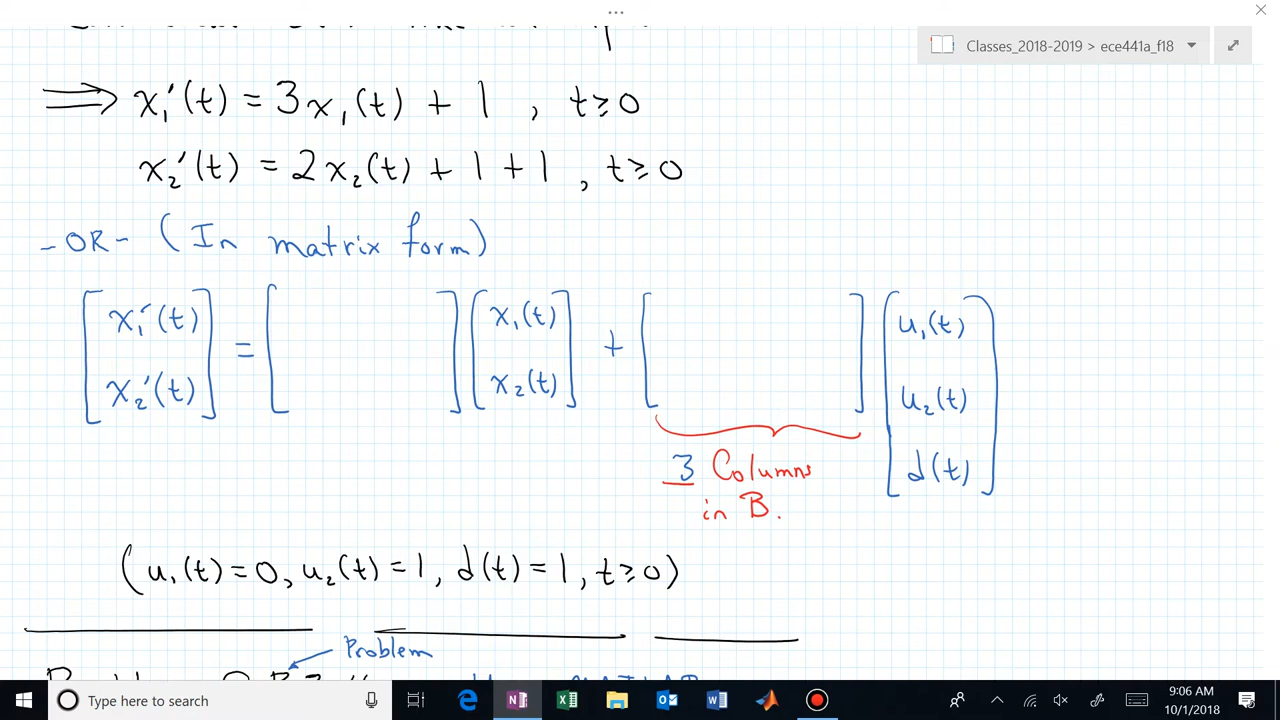 Classes_2018-2019 > ece441a_f18
⟹ x₁'(t) = 3x₁(t) + 1 , t ≥ 0
x₂'(t) = 2x₂(t) + 1 + 1 , t ≥ 0
-OR- (In matrix form)
[x₁'(t) x₂'(t)] = [ ] [x₁(t) x₂(t)] + [ ] [u₁(t) u₂(t) d(t)]
3 Columns
in B.
(u₁(t) = 0, u₂(t) = 1, d(t) = 1, t ≥ 0)
Problem
Type here to search
9:06 AM
10/1/2018